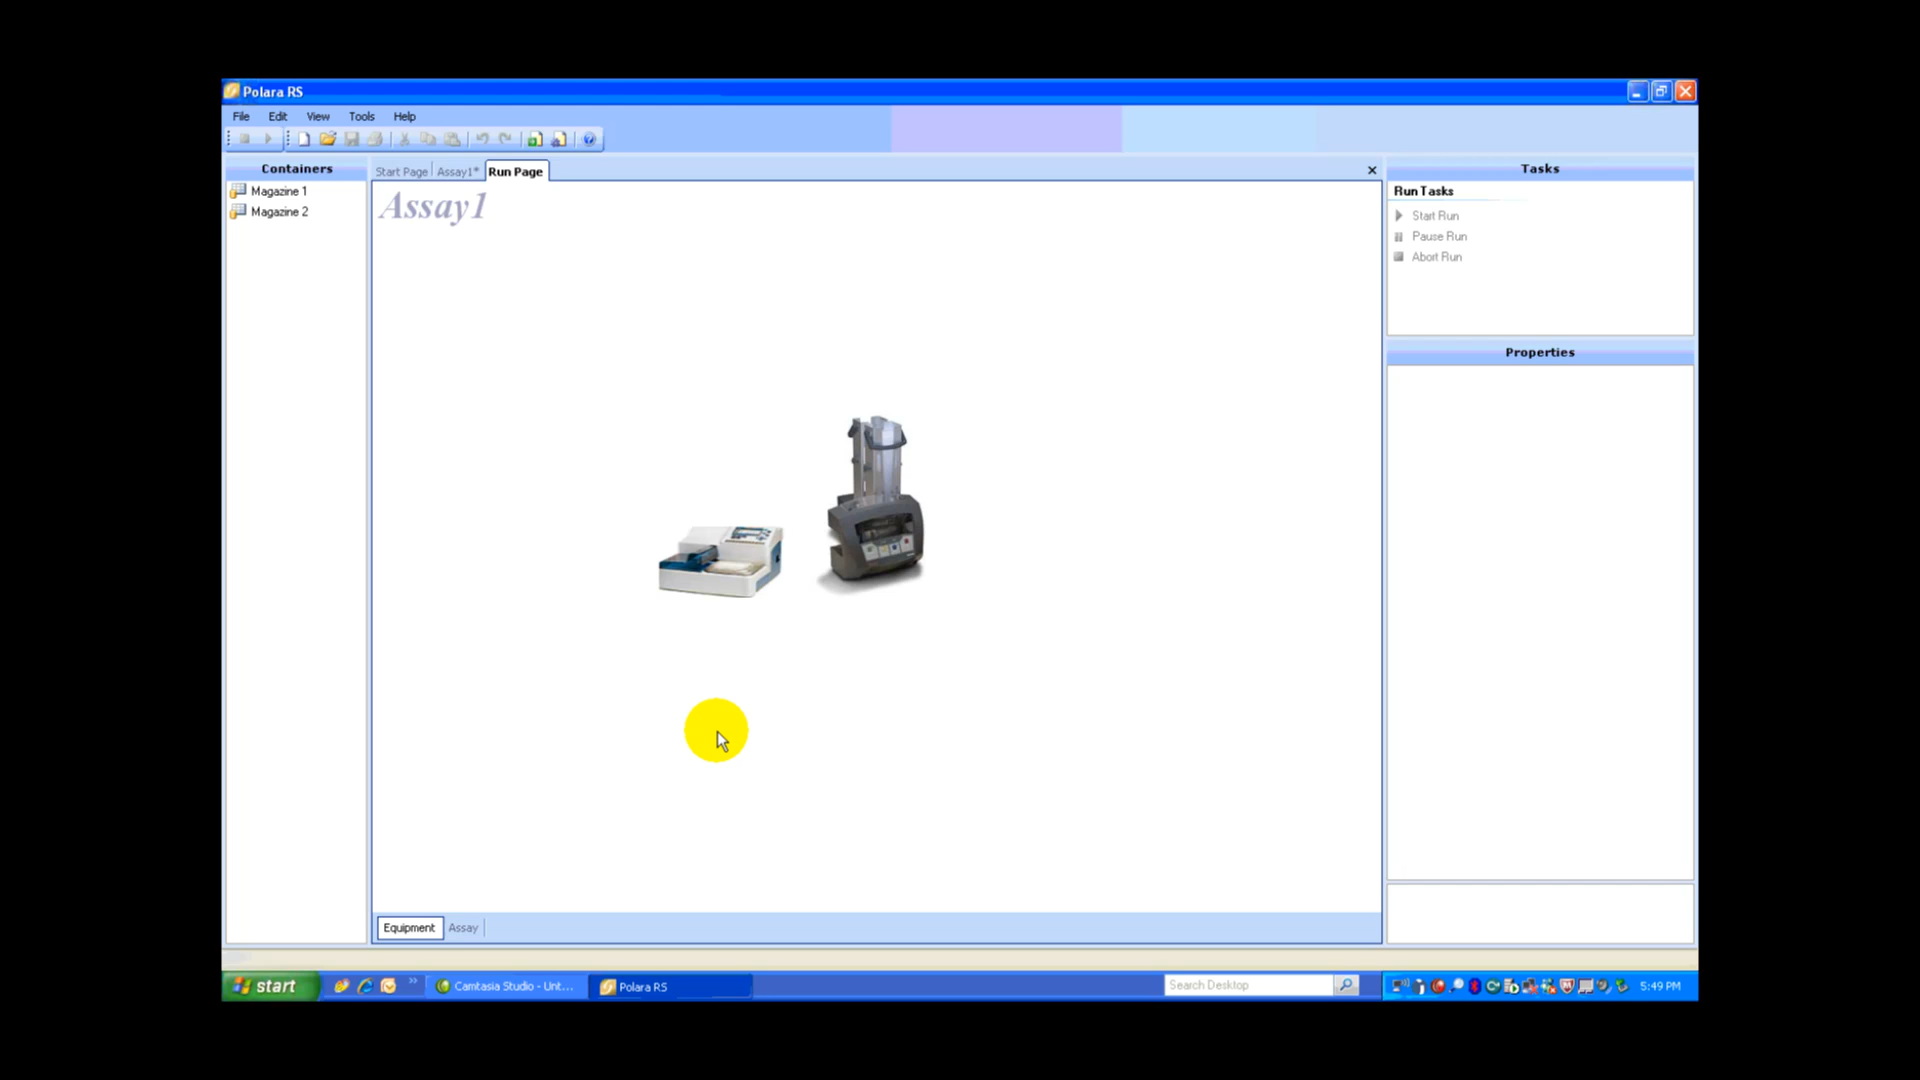 Polara RS
File Edit View Tools Help
Containers
Magazine 1
Magazine 2
Start Page Assay1* Run Page
Assay1
Tasks
Run Tasks
Start Run
Pause Run
Abort Run
Properties
Equipment Assay
start
Camtasia Studio - Unt...
Polara RS
Search Desktop
5:49 PM